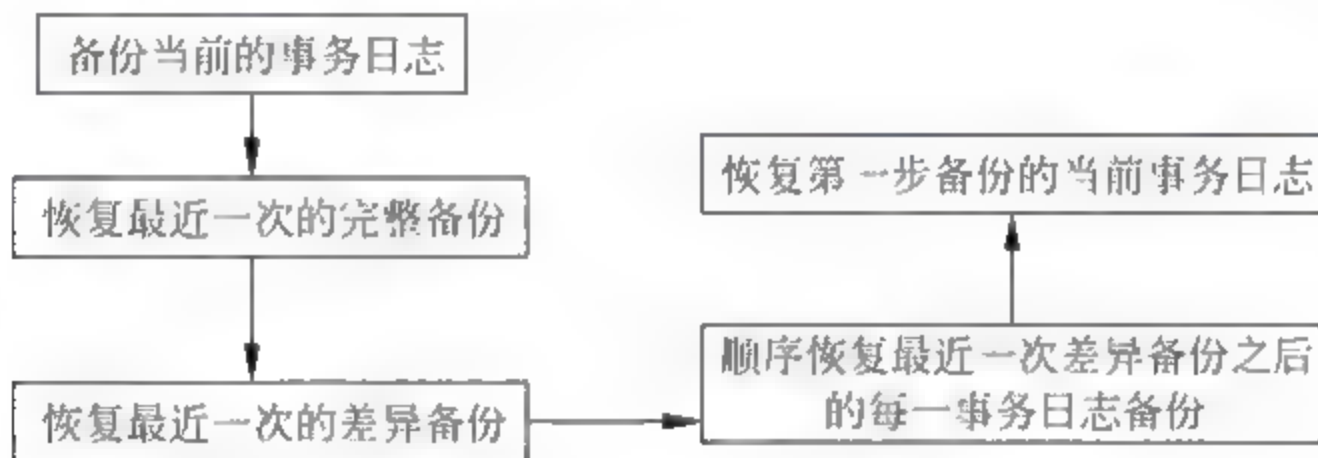 备份当前的事务日志
恢复最近一次的完整备份
恢复最近一次的差异备份
顺序恢复最近一次差异备份之后
的每一事务日志备份
恢复第一步备份的当前事务日志